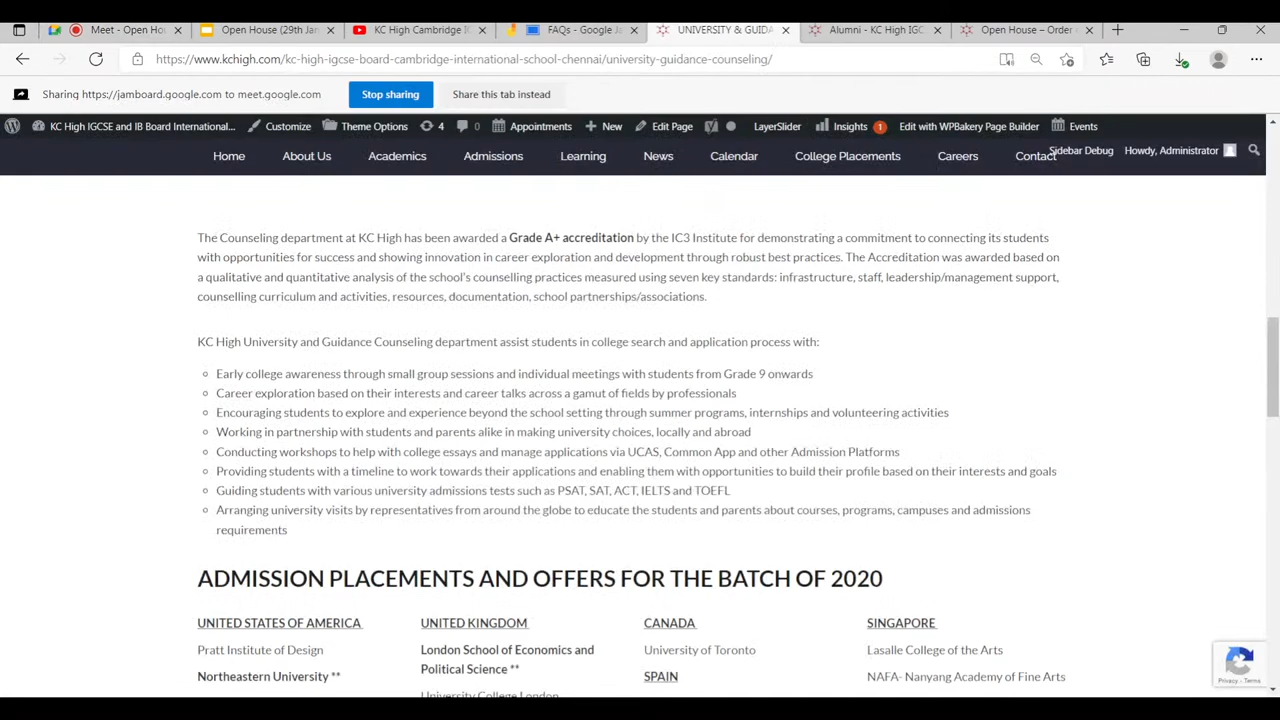 Meet - Open Ho
Open House (29th Jan
KC High Cambridge IC
FAQs - Google Ja
UNIVERSITY & GUIDA
Alumni - KC High IGC
Open House – Order
https://www.kchigh.com/kc-high-igcse-board-cambridge-international-school-chennai/university-guidance-counseling/
Sharing https://jamboard.google.com to meet.google.com
Stop sharing
Share this tab instead
KC High IGCSE and IB Board International...
Customize
Theme Options
4
0
Appointments
New
Edit Page
LayerSlider
Insights 1
Edit with WPBakery Page Builder
Events
Sidebar Debug
Howdy, Administrator
Home
About Us
Academics
Admissions
Learning
News
Calendar
College Placements
Careers
Contact
The Counseling department at KC High has been awarded a Grade A+ accreditation by the IC3 Institute for demonstrating a commitment to connecting its students
with opportunities for success and showing innovation in career exploration and development through robust best practices. The Accreditation was awarded based on
a qualitative and quantitative analysis of the school's counselling practices measured using seven key standards: infrastructure, staff, leadership/management support,
counselling curriculum and activities, resources, documentation, school partnerships/associations.
KC High University and Guidance Counseling department assist students in college search and application process with:
Early college awareness through small group sessions and individual meetings with students from Grade 9 onwards
Career exploration based on their interests and career talks across a gamut of fields by professionals
Encouraging students to explore and experience beyond the school setting through summer programs, internships and volunteering activities
Working in partnership with students and parents alike in making university choices, locally and abroad
Conducting workshops to help with college essays and manage applications via UCAS, Common App and other Admission Platforms
Providing students with a timeline to work towards their applications and enabling them with opportunities to build their profile based on their interests and goals
Guiding students with various university admissions tests such as PSAT, SAT, ACT, IELTS and TOEFL
Arranging university visits by representatives from around the globe to educate the students and parents about courses, programs, campuses and admissions
requirements
ADMISSION PLACEMENTS AND OFFERS FOR THE BATCH OF 2020
UNITED STATES OF AMERICA
Pratt Institute of Design
Northeastern University **
UNITED KINGDOM
London School of Economics and
Political Science **
University College London
CANADA
University of Toronto
SPAIN
SINGAPORE
Lasalle College of the Arts
NAFA- Nanyang Academy of Fine Arts
Privacy - Terms